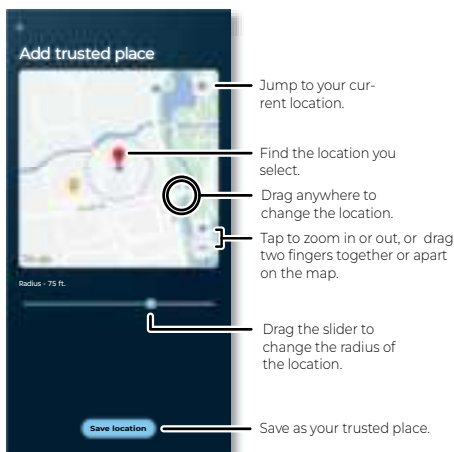 Add trusted place
Jump to your cur-
rent location.
Find the location you
select.
Drag anywhere to
change the location.
Tap to zoom in or out, or drag
two fingers together or apart
on the map.
Radius - 75 ft.
Drag the slider to
change the radius of
the location.
Save location
Save as your trusted place.